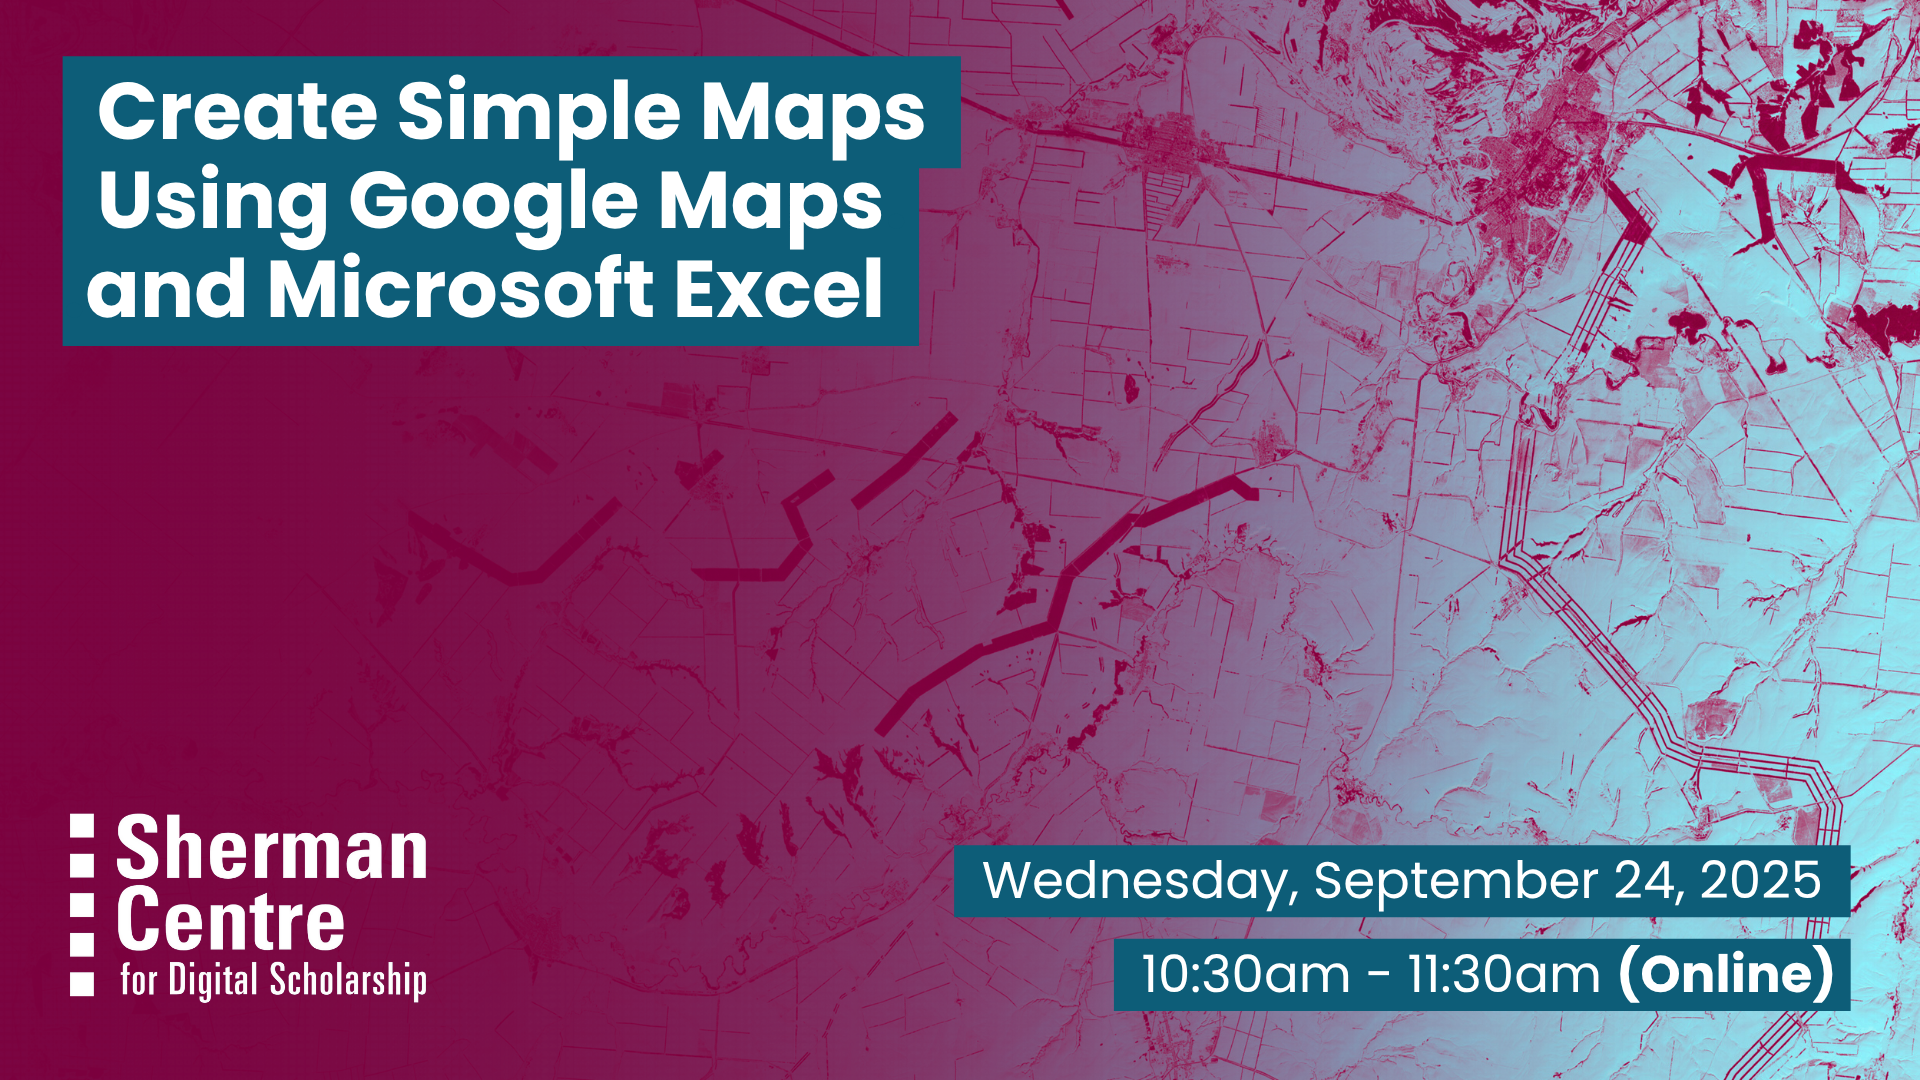 Create Simple Maps
Using Google Maps
and Microsoft Excel
Sherman
Centre
for Digital Scholarship
Wednesday, September 24, 2025
10:30am - 11:30am (Online)